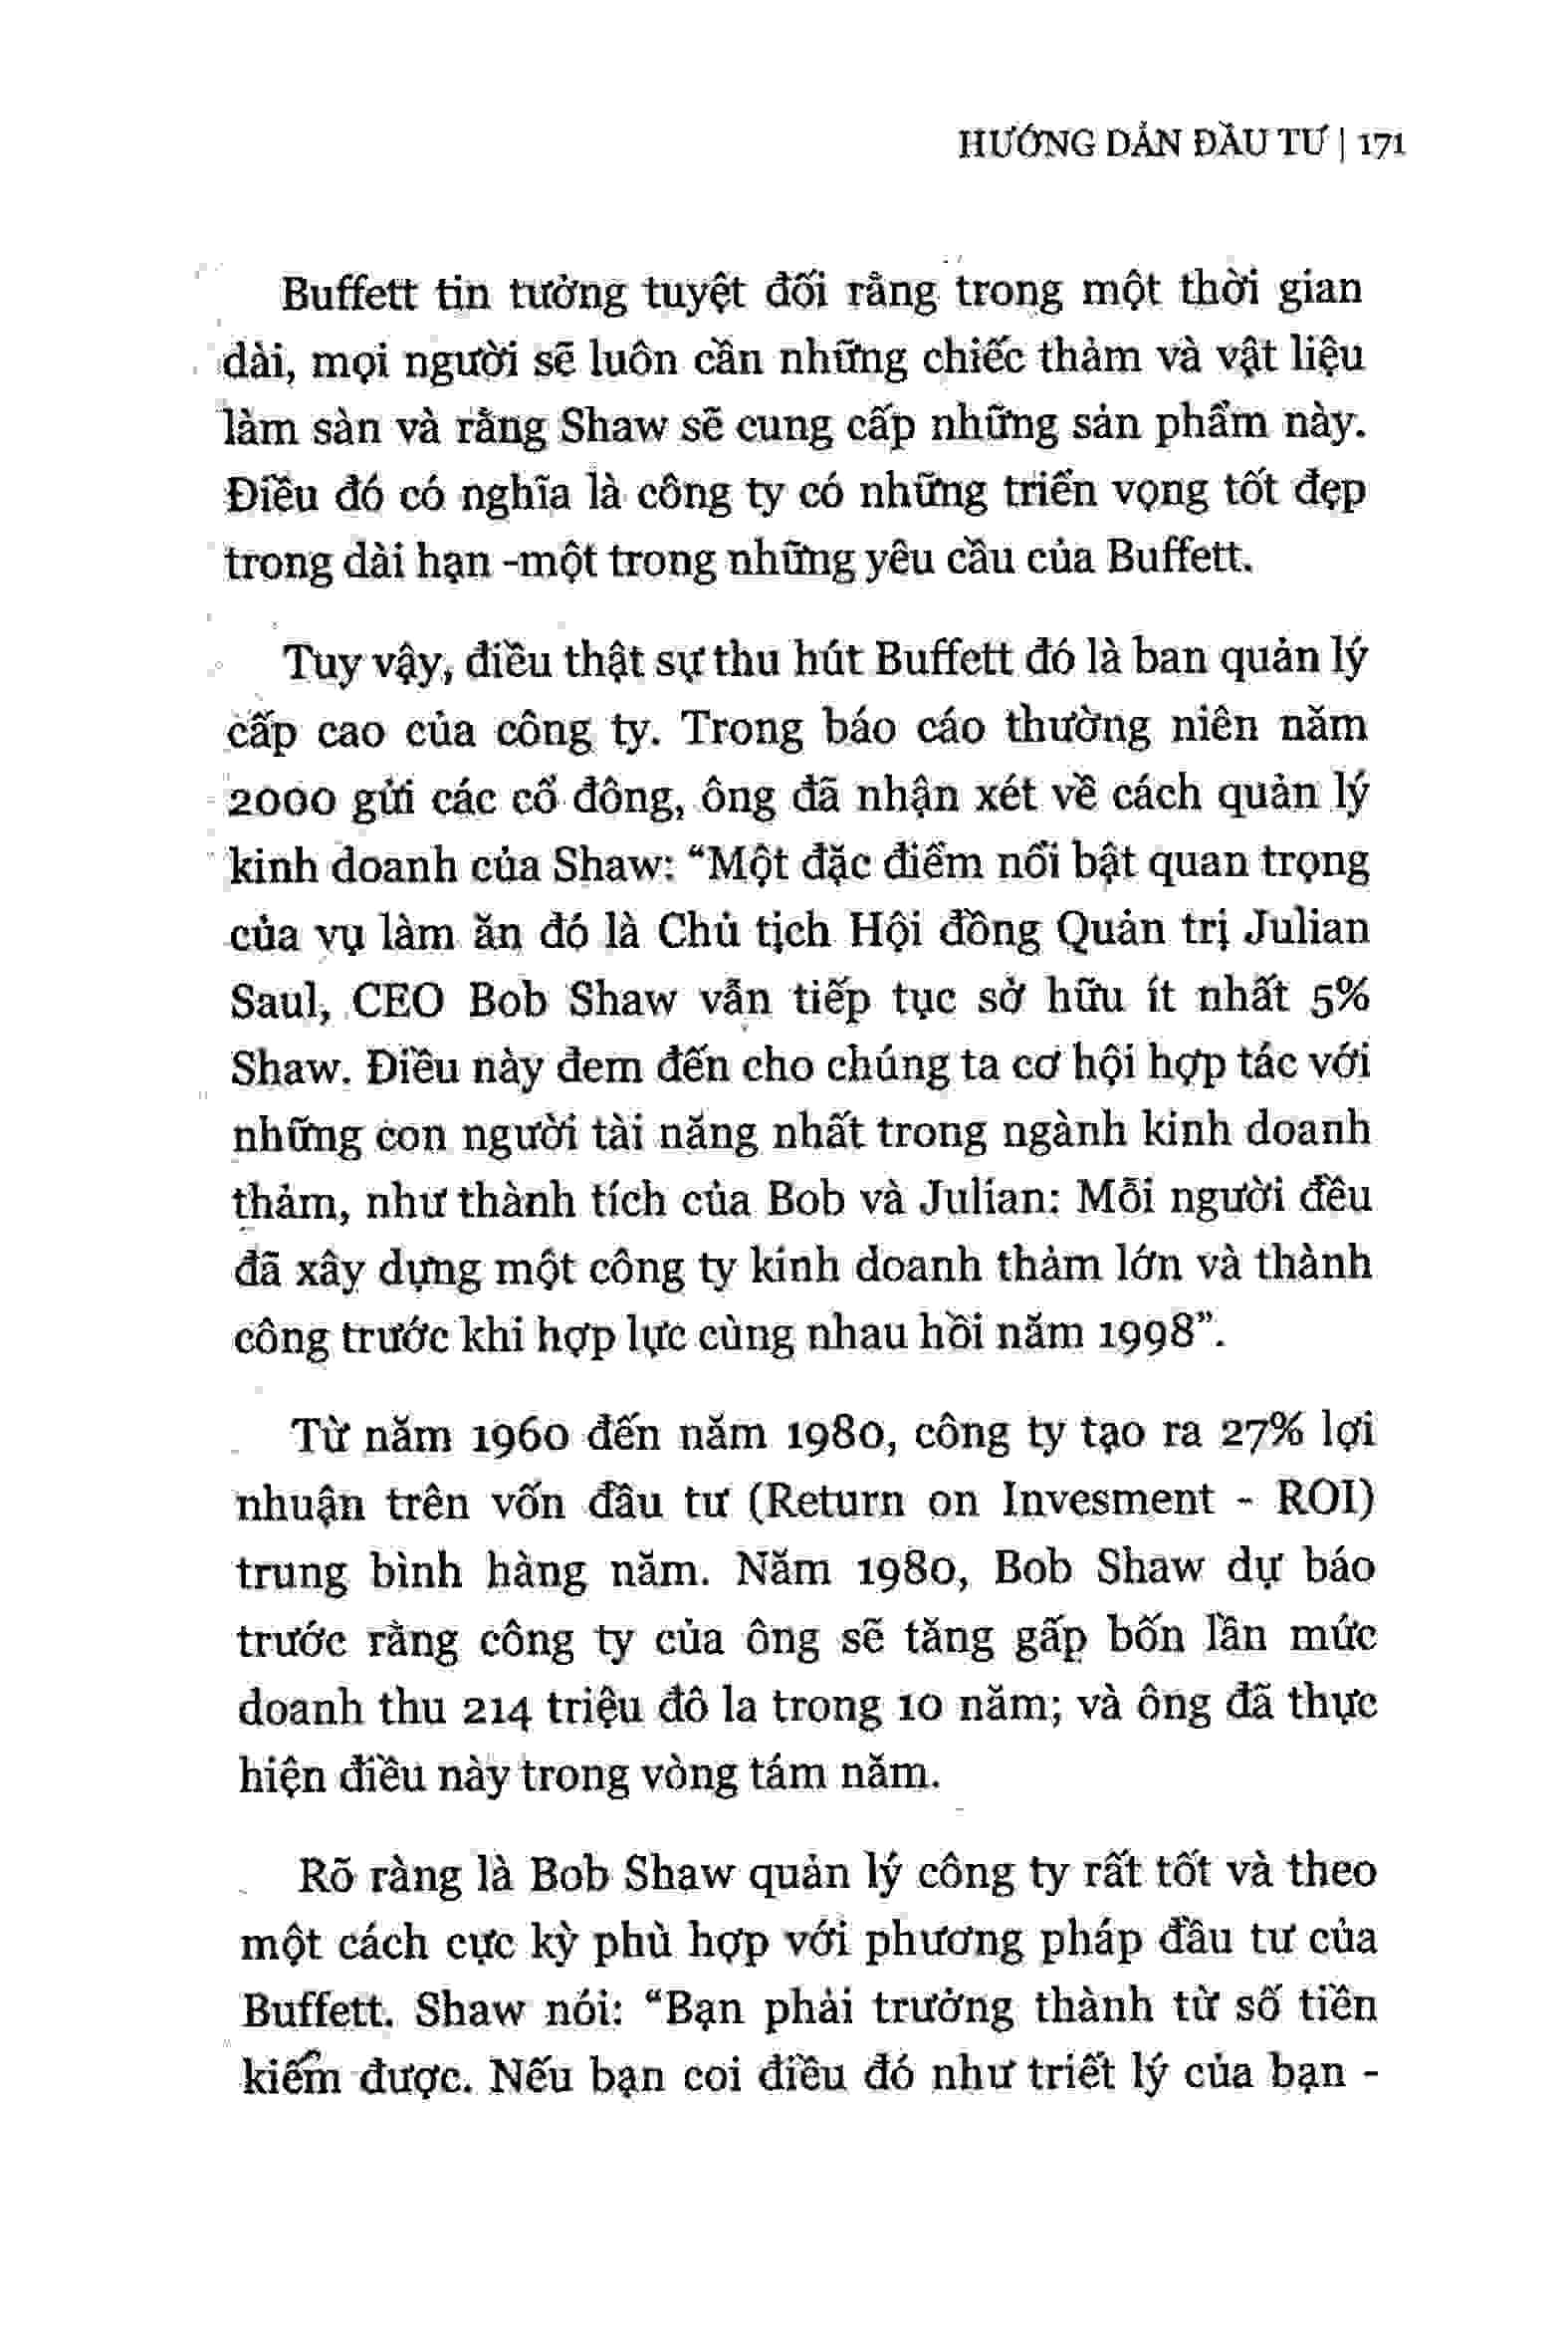 HƯỚNG DẪN ĐẦU TƯ | 171
Buffett tin tưởng tuyệt đối rằng trong một thời gian
dài, mọi người sẽ luôn cần những chiếc thảm và vật liệu
làm sàn và rằng Shaw sẽ cung cấp những sản phẩm này.
Điều đó có nghĩa là công ty có những triển vọng tốt đẹp
trong dài hạn -một trong những yêu cầu của Buffett.
Tuy vậy, điều thật sự thu hút Buffett đó là ban quản lý
cấp cao của công ty. Trong báo cáo thường niên năm
2000 gửi các cổ đông, ông đã nhận xét về cách quản lý
kinh doanh của Shaw: “Một đặc điểm nổi bật quan trọng
của vụ làm ăn đó là Chủ tịch Hội đồng Quản trị Julian
Saul, CEO Bob Shaw vẫn tiếp tục sở hữu ít nhất 5%
Shaw. Điều này đem đến cho chúng ta cơ hội hợp tác với
những con người tài năng nhất trong ngành kinh doanh
thảm, như thành tích của Bob và Julian: Mỗi người đều
đã xây dựng một công ty kinh doanh thảm lớn và thành
công trước khi hợp lực cùng nhau hồi năm 1998”.
Từ năm 1960 đến năm 1980, công ty tạo ra 27% lợi
nhuận trên vốn đầu tư (Return on Invesment - ROI)
trung bình hàng năm. Năm 1980, Bob Shaw dự báo
trước rằng công ty của ông sẽ tăng gấp bốn lần mức
doanh thu 214 triệu đô la trong 10 năm; và ông đã thực
hiện điều này trong vòng tám năm.
Rõ ràng là Bob Shaw quản lý công ty rất tốt và theo
một cách cực kỳ phù hợp với phương pháp đầu tư của
Buffett. Shaw nói: “Bạn phải trưởng thành từ số tiền
kiếm được. Nếu bạn coi điều đó như triết lý của bạn -